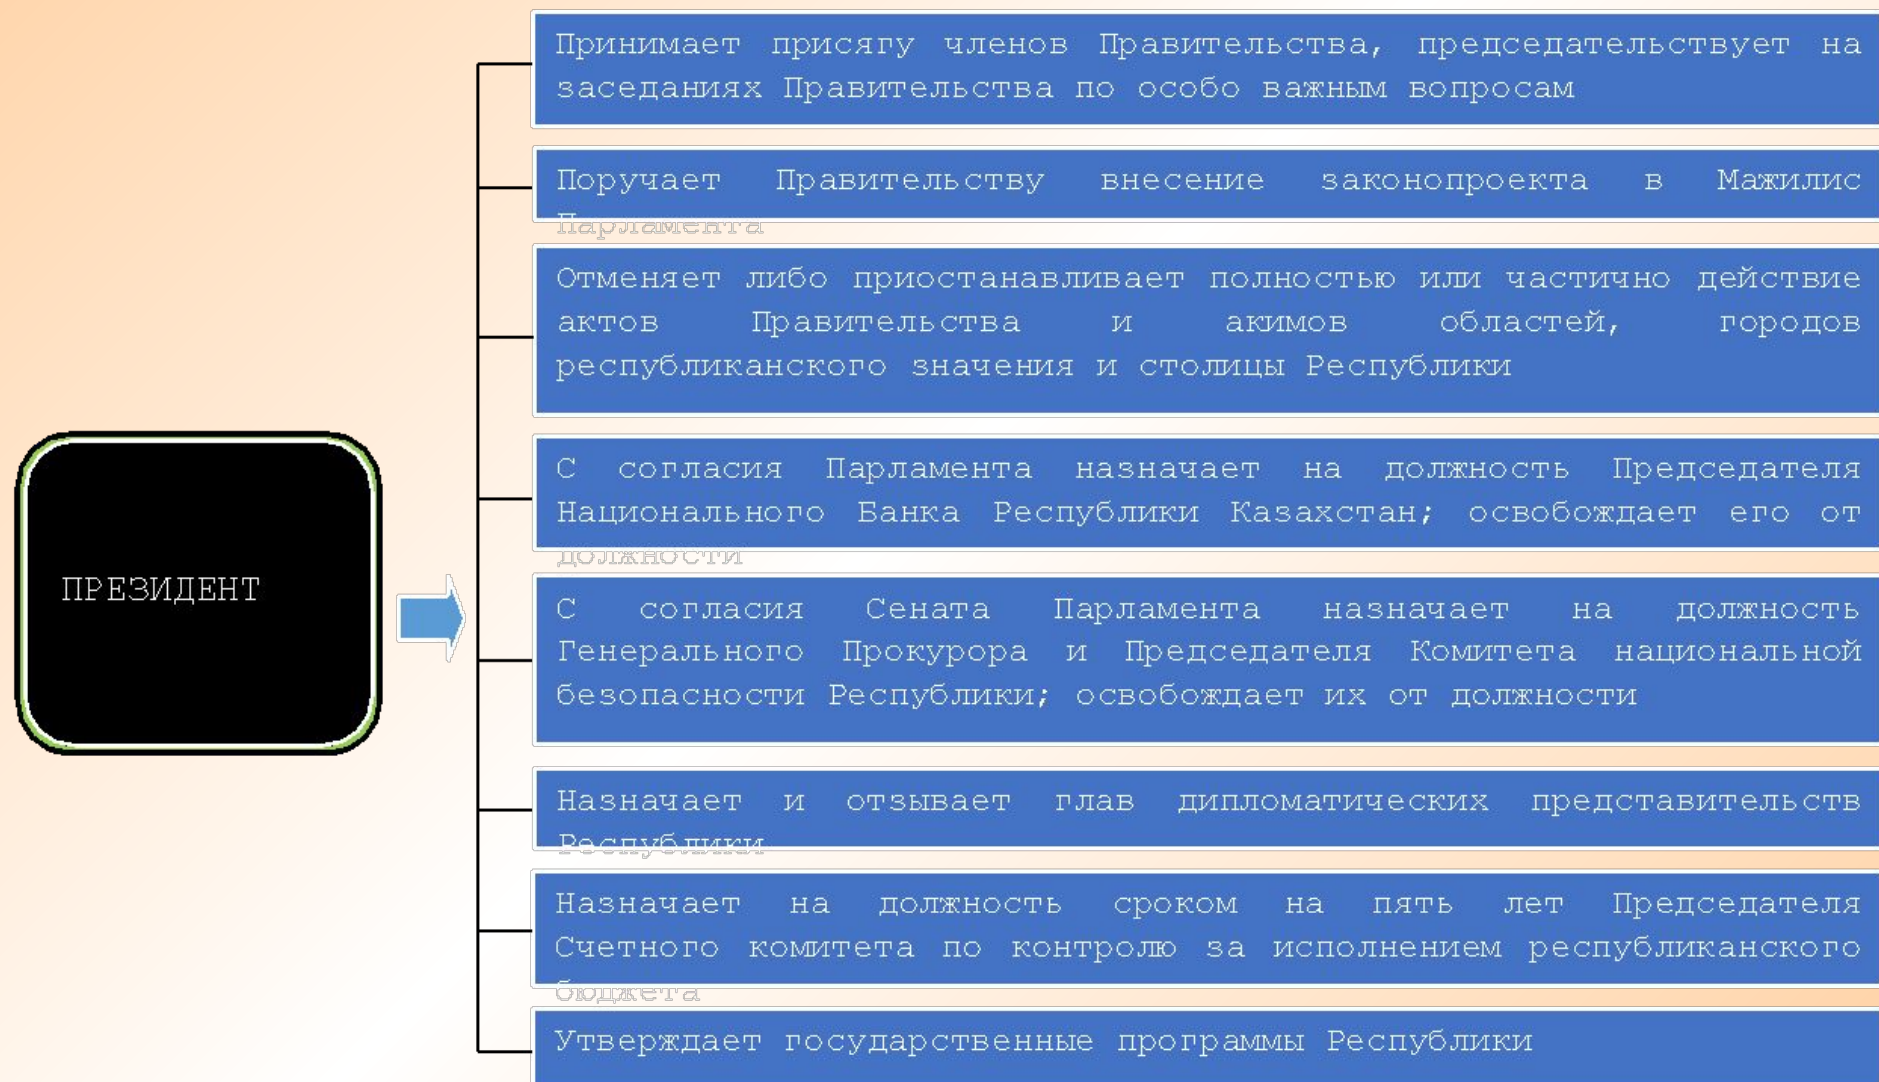 Принимает присягу членов Правительства, председательствует на
заседаниях Правительства по особо важным вопросам
Поручает Правительству внесение законопроекта в Мажилис
Парламента
Отменяет либо приостанавливает полностью или частично действие
актов Правительства и акимов областей, городов
республиканского значения и столицы Республики
С согласия Парламента назначает на должность Председателя
Национального Банка Республики Казахстан; освобождает его от
должности
ПРЕЗИДЕНТ
С согласия Сената Парламента назначает на должность
Генерального Прокурора и Председателя Комитета национальной
безопасности Республики; освобождает их от должности
Назначает и отзывает глав дипломатических представительств
Республики
Назначает на должность сроком на пять лет Председателя
Счетного комитета по контролю за исполнением республиканского
бюджета
Утверждает государственные программы Республики